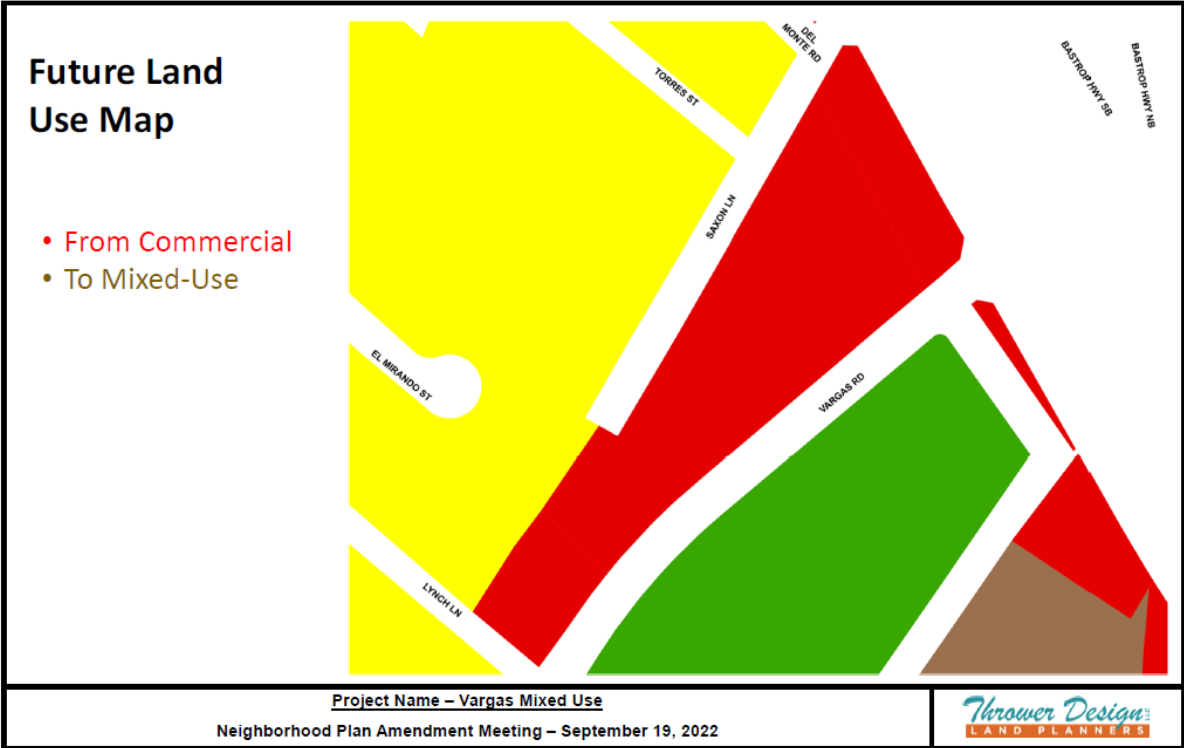 Future Land
Use Map
• From Commercial
• To Mixed-Use
DEL
MONTE RD
BASTROP HWY SB
BASTROP HWY NB
TORRES ST
SAXON LN
EL MIRANDO ST
VARGAS RD
LYNCH LN
Project Name – Vargas Mixed Use
Neighborhood Plan Amendment Meeting – September 19, 2022
Thrower Design LLC
LAND PLANNERS